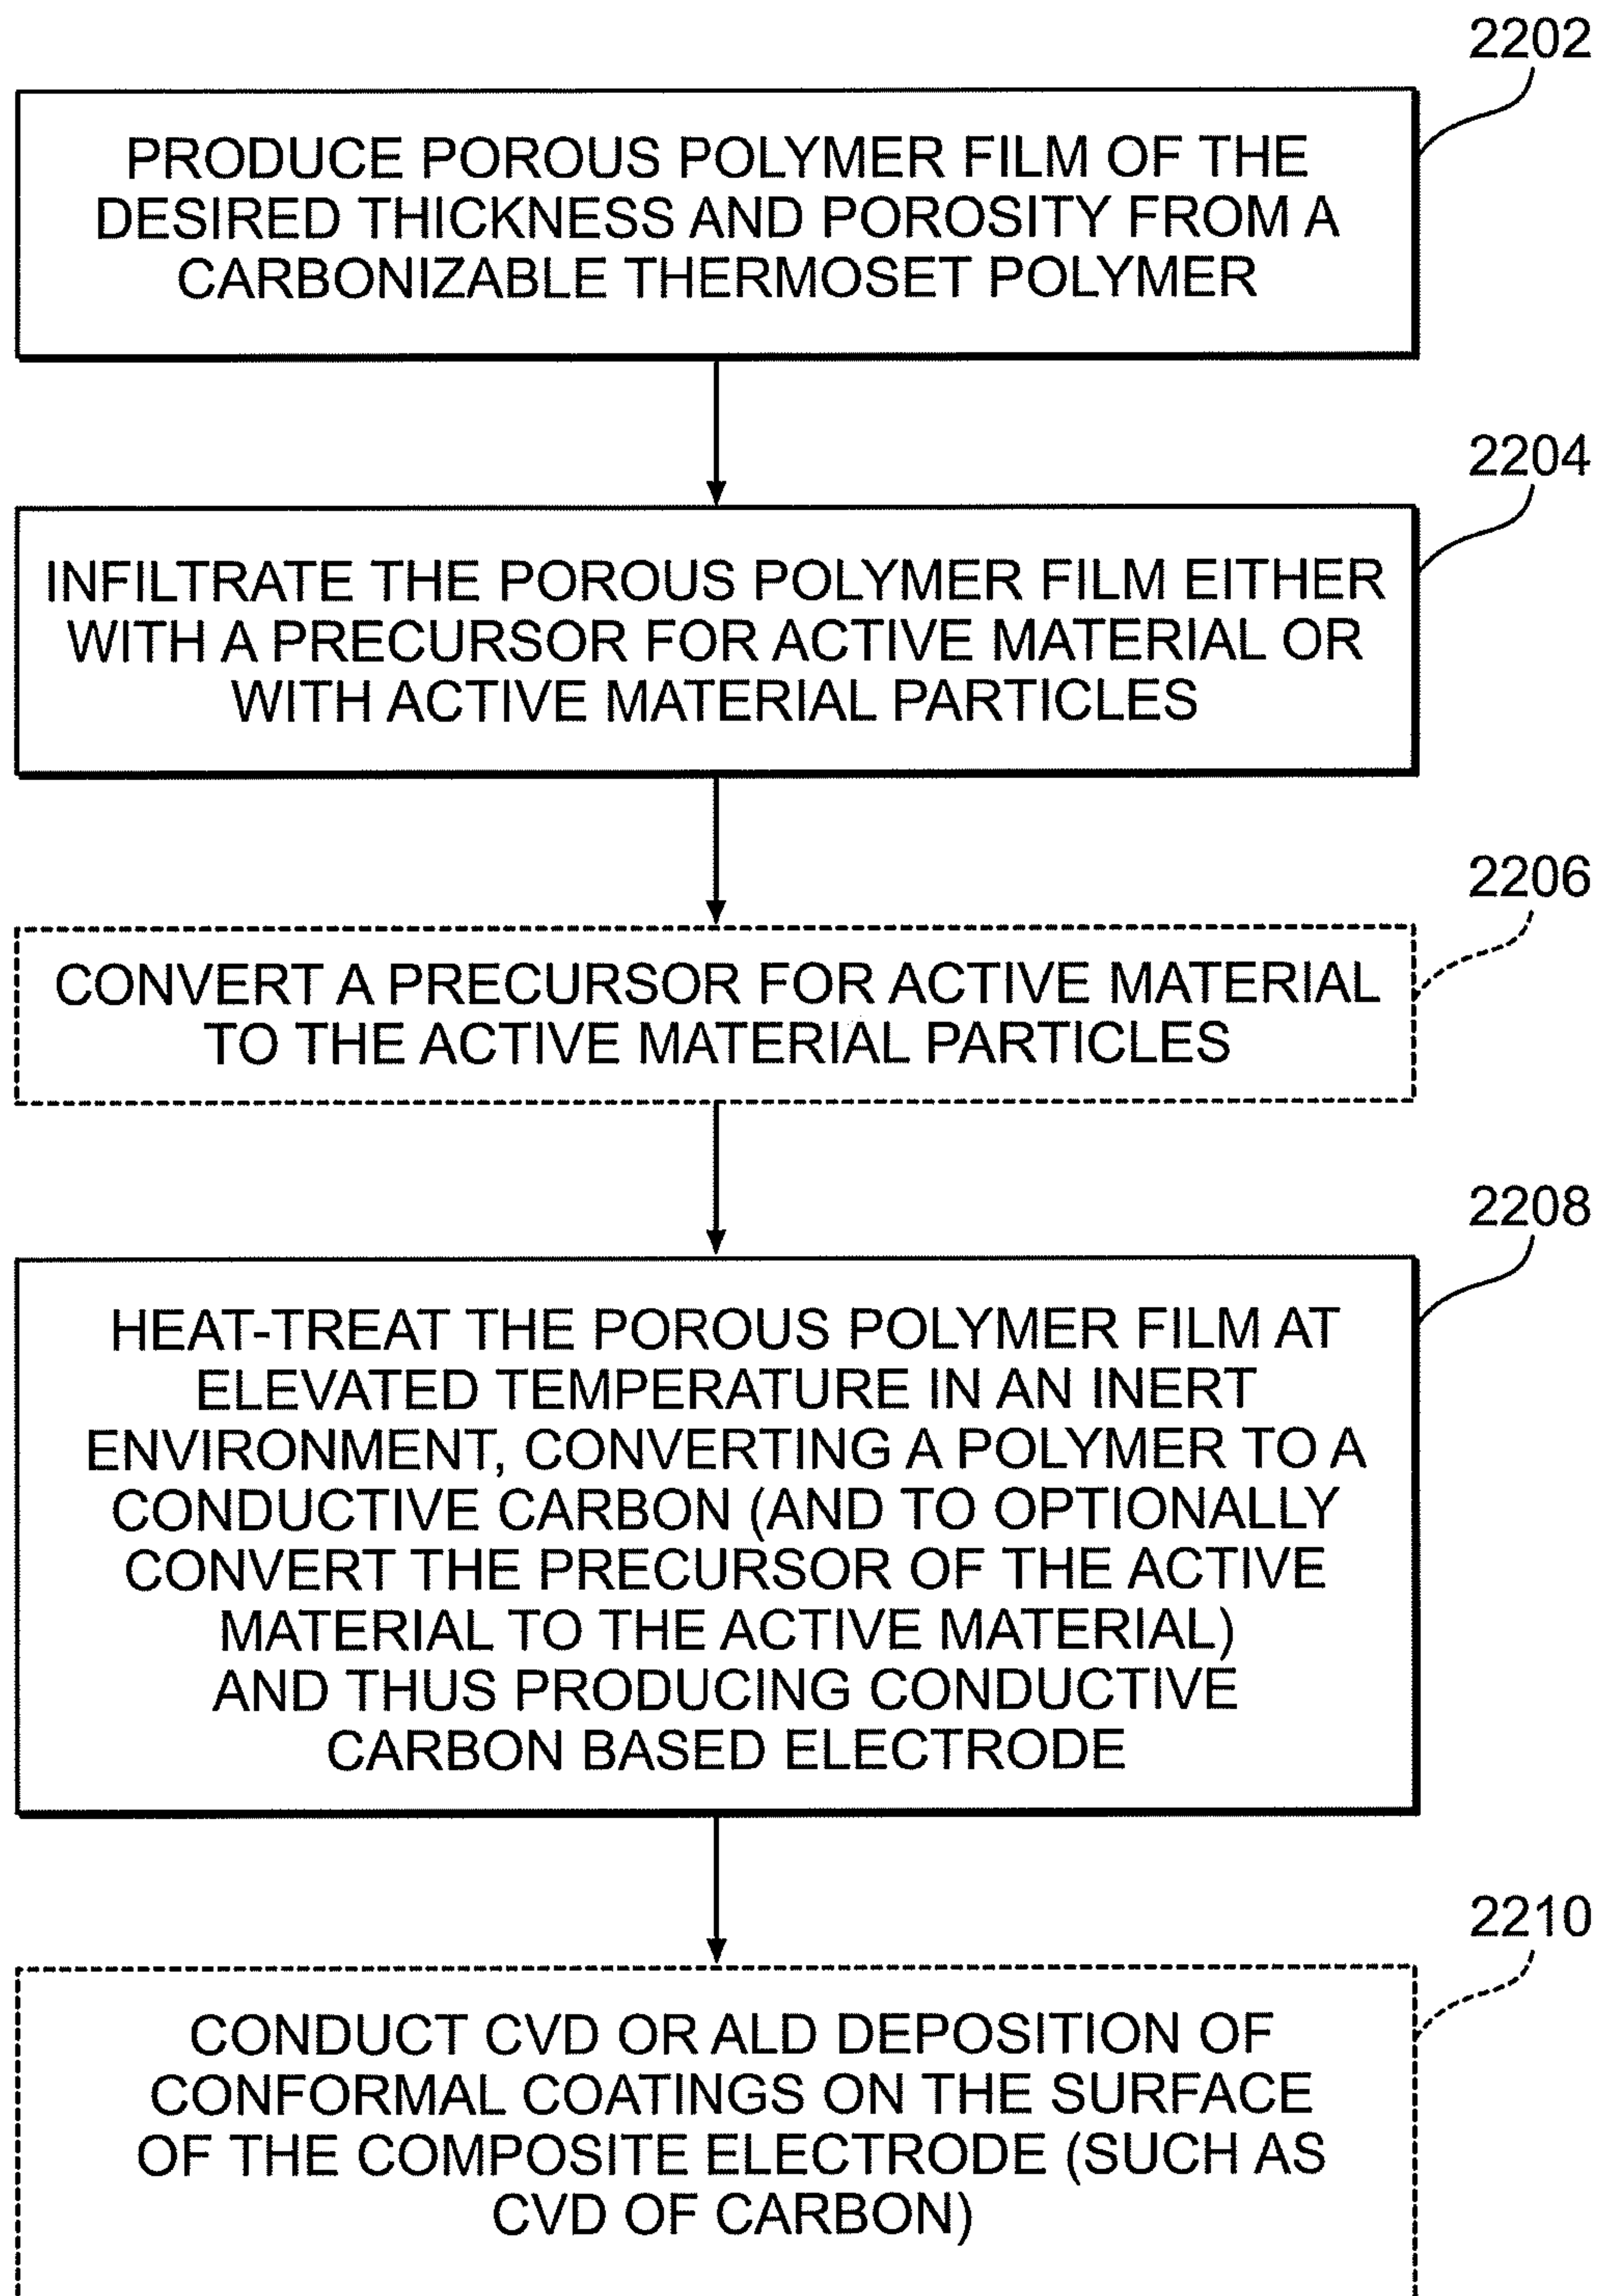 2202
PRODUCE POROUS POLYMER FILM OF THE
DESIRED THICKNESS AND POROSITY FROM A
CARBONIZABLE THERMOSET POLYMER
2204
INFILTRATE THE POROUS POLYMER FILM EITHER
WITH A PRECURSOR FOR ACTIVE MATERIAL OR
WITH ACTIVE MATERIAL PARTICLES
2206
CONVERT A PRECURSOR FOR ACTIVE MATERIAL
TO THE ACTIVE MATERIAL PARTICLES
2208
HEAT-TREAT THE POROUS POLYMER FILM AT
ELEVATED TEMPERATURE IN AN INERT
ENVIRONMENT, CONVERTING A POLYMER TO A
CONDUCTIVE CARBON (AND TO OPTIONALLY
CONVERT THE PRECURSOR OF THE ACTIVE
MATERIAL TO THE ACTIVE MATERIAL)
AND THUS PRODUCING CONDUCTIVE
CARBON BASED ELECTRODE
2210
CONDUCT CVD OR ALD DEPOSITION OF
CONFORMAL COATINGS ON THE SURFACE
OF THE COMPOSITE ELECTRODE (SUCH AS
CVD OF CARBON)